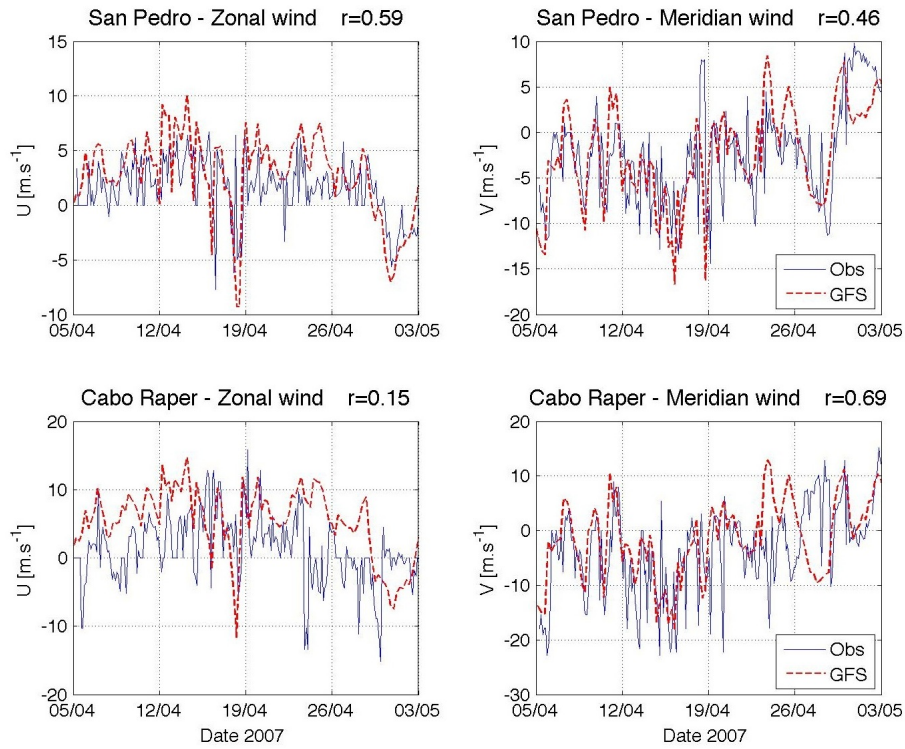 San Pedro - Zonal wind r=0.59
15
10
5
0
-5
-10
U [m.s⁻¹]
05/04 12/04 19/04 26/04 03/05
San Pedro - Meridian wind r=0.46
10
5
0
-5
-10
-15
-20
V [m.s⁻¹]
Obs
GFS
05/04 12/04 19/04 26/04 03/05
Cabo Raper - Zonal wind r=0.15
20
10
0
-10
-20
U [m.s⁻¹]
05/04 12/04 19/04 26/04 03/05
Date 2007
Cabo Raper - Meridian wind r=0.69
20
10
0
-10
-20
-30
V [m.s⁻¹]
Obs
GFS
05/04 12/04 19/04 26/04 03/05
Date 2007